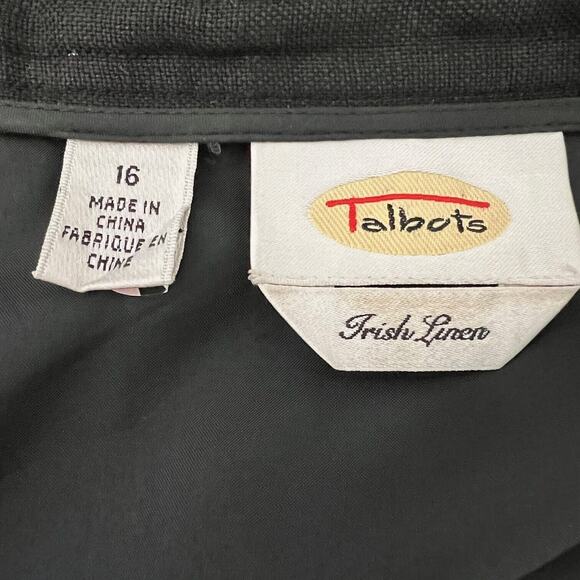 16
MADE IN
CHINA
FABRIQUE EN
CHINE
Talbots
Irish Linen